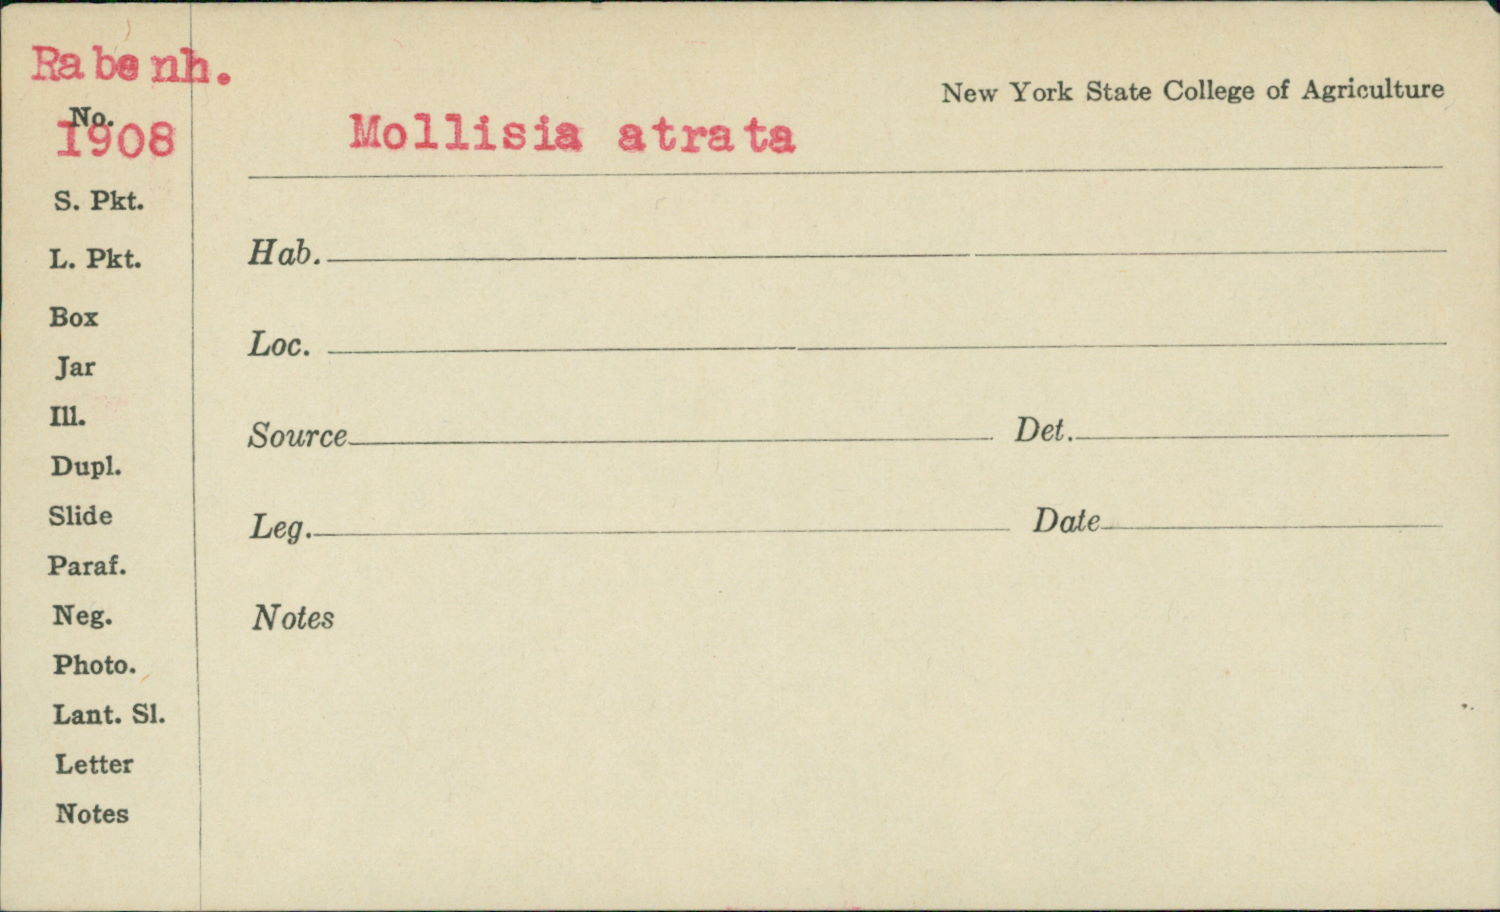 Rabenh.
New York State College of Agriculture
No.
1908
Mollisia atrata
S. Pkt.
L. Pkt.
Hab.
Box
Loc.
Jar
Ill.
Source Det.
Dupl.
Slide
Leg. Date
Paraf.
Neg.
Notes
Photo.
Lant. Sl.
Letter
Notes